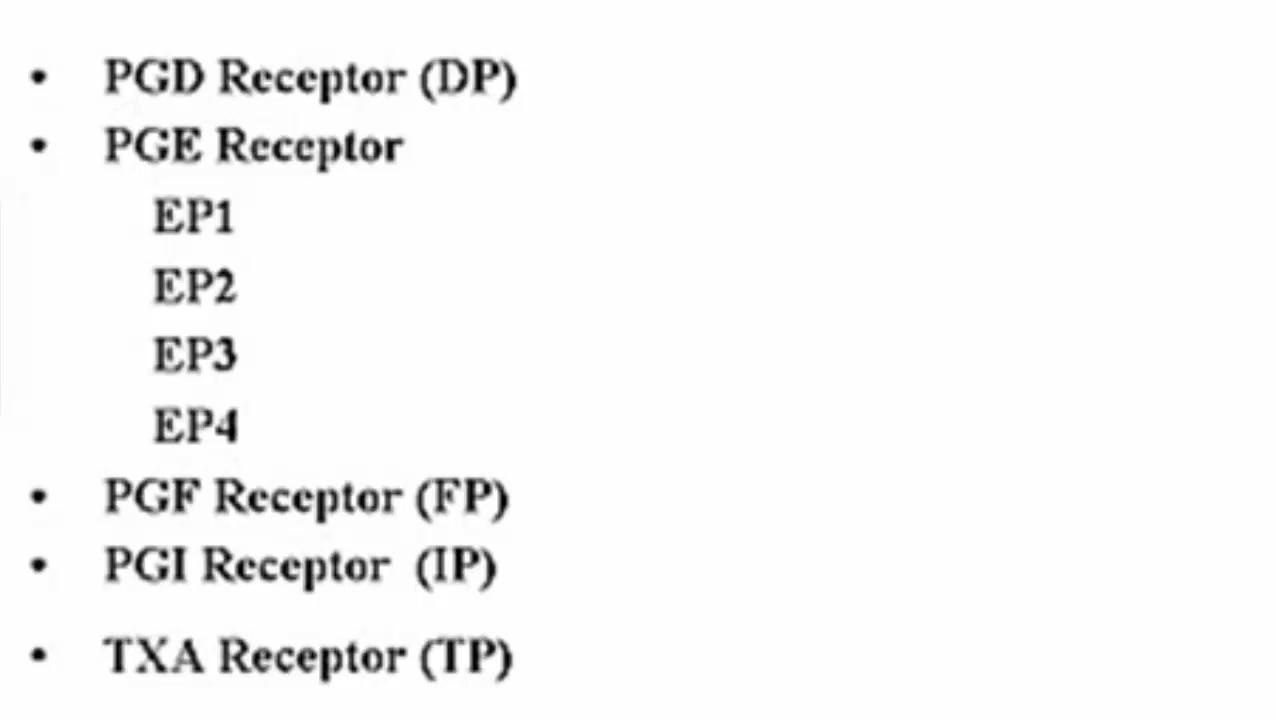 • PGD Receptor (DP)
• PGE Receptor
EP1
EP2
EP3
EP4
• PGF Receptor (FP)
• PGI Receptor (IP)
• TXA Receptor (TP)